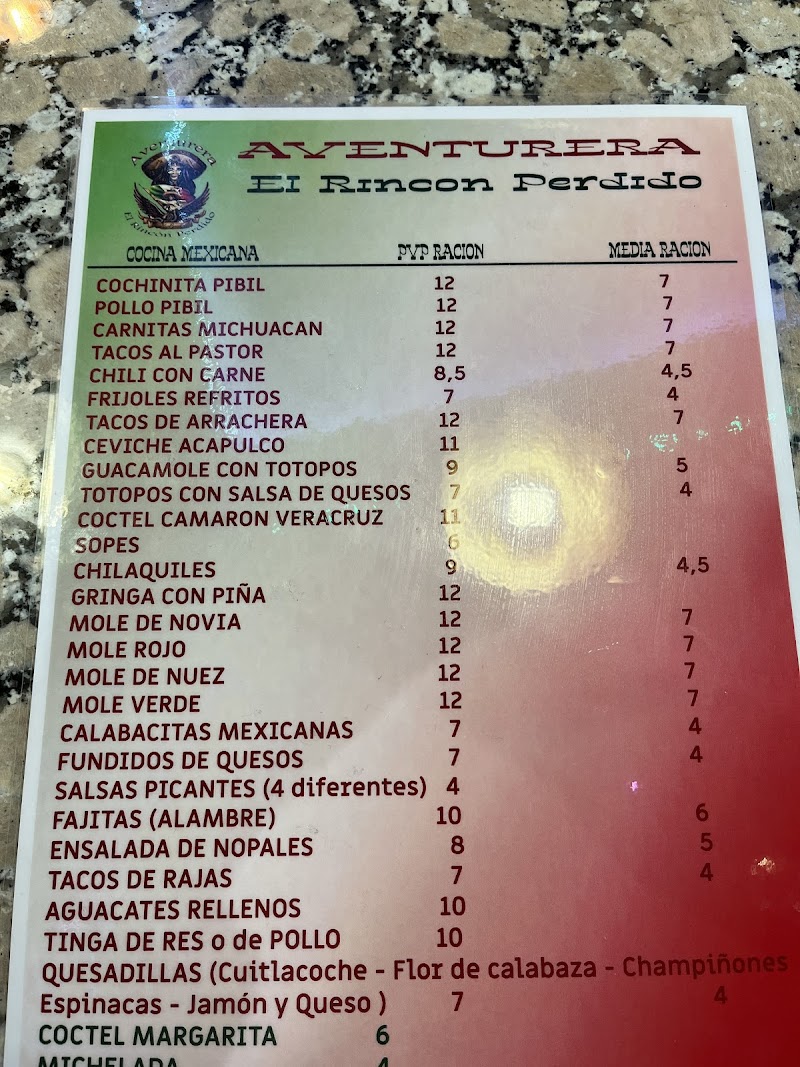 Aventurera
El Rincón Perdido
AVENTURERA
El Rincon Perdido
COCINA MEXICANA PVP RACION MEDIA RACION
COCHINITA PIBIL 12 7
POLLO PIBIL 12 7
CARNITAS MICHUACAN 12 7
TACOS AL PASTOR 12 7
CHILI CON CARNE 8,5 4,5
FRIJOLES REFRITOS 7 4
TACOS DE ARRACHERA 12 7
CEVICHE ACAPULCO 11
GUACAMOLE CON TOTOPOS 9 5
TOTOPOS CON SALSA DE QUESOS 7 4
COCTEL CAMARON VERACRUZ 11
SOPES 6
CHILAQUILES 9 4,5
GRINGA CON PIÑA 12
MOLE DE NOVIA 12 7
MOLE ROJO 12 7
MOLE DE NUEZ 12 7
MOLE VERDE 12 7
CALABACITAS MEXICANAS 7 4
FUNDIDOS DE QUESOS 7 4
SALSAS PICANTES (4 diferentes) 4
FAJITAS (ALAMBRE) 10 6
ENSALADA DE NOPALES 8 5
TACOS DE RAJAS 7 4
AGUACATES RELLENOS 10
TINGA DE RES o de POLLO 10
QUESADILLAS (Cuitlacoche - Flor de calabaza - Champiñones
Espinacas - Jamón y Queso ) 7 4
COCTEL MARGARITA 6
MICHELADA 4